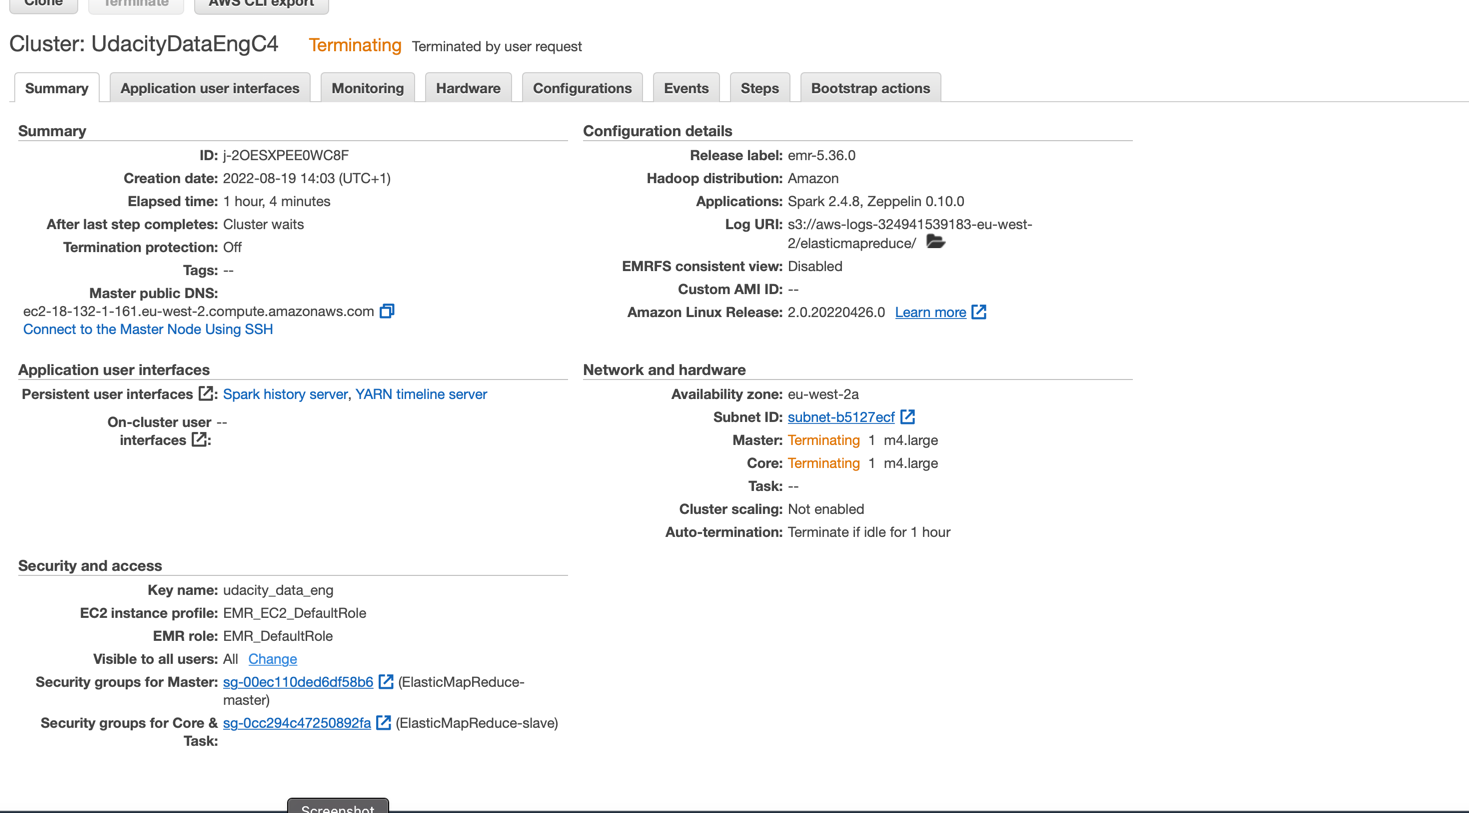 Clone Terminate AWS CLI export
Cluster: UdacityDataEngC4 Terminating Terminated by user request
Summary Application user interfaces Monitoring Hardware Configurations Events Steps Bootstrap actions
Summary
ID: j-2OESXPEE0WC8F
Creation date: 2022-08-19 14:03 (UTC+1)
Elapsed time: 1 hour, 4 minutes
After last step completes: Cluster waits
Termination protection: Off
Tags: --
Master public DNS:
ec2-18-132-1-161.eu-west-2.compute.amazonaws.com
Connect to the Master Node Using SSH
Configuration details
Release label: emr-5.36.0
Hadoop distribution: Amazon
Applications: Spark 2.4.8, Zeppelin 0.10.0
Log URI: s3://aws-logs-324941539183-eu-west-
2/elasticmapreduce/
EMRFS consistent view: Disabled
Custom AMI ID: --
Amazon Linux Release: 2.0.20220426.0 Learn more
Application user interfaces
Persistent user interfaces : Spark history server, YARN timeline server
On-cluster user --
interfaces :
Network and hardware
Availability zone: eu-west-2a
Subnet ID: subnet-b5127ecf
Master: Terminating 1 m4.large
Core: Terminating 1 m4.large
Task: --
Cluster scaling: Not enabled
Auto-termination: Terminate if idle for 1 hour
Security and access
Key name: udacity_data_eng
EC2 instance profile: EMR_EC2_DefaultRole
EMR role: EMR_DefaultRole
Visible to all users: All Change
Security groups for Master: sg-00ec110ded6df58b6 (ElasticMapReduce-
master)
Security groups for Core & sg-0cc294c47250892fa (ElasticMapReduce-slave)
Task:
Screenshot